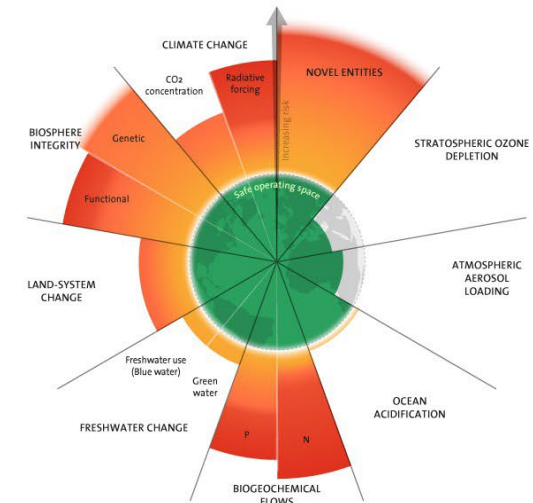 CLIMATE CHANGE
CO2
concentration
Radiative
forcing
NOVEL ENTITIES
Increasing risk
BIOSPHERE
INTEGRITY
Genetic
Functional
STRATOSPHERIC OZONE
DEPLETION
Safe operating space
ATMOSPHERIC
AEROSOL
LOADING
LAND-SYSTEM
CHANGE
Freshwater use
(Blue water)
Green
water
FRESHWATER CHANGE
OCEAN
ACIDIFICATION
P
N
BIOGEOCHEMICAL
FLOWS